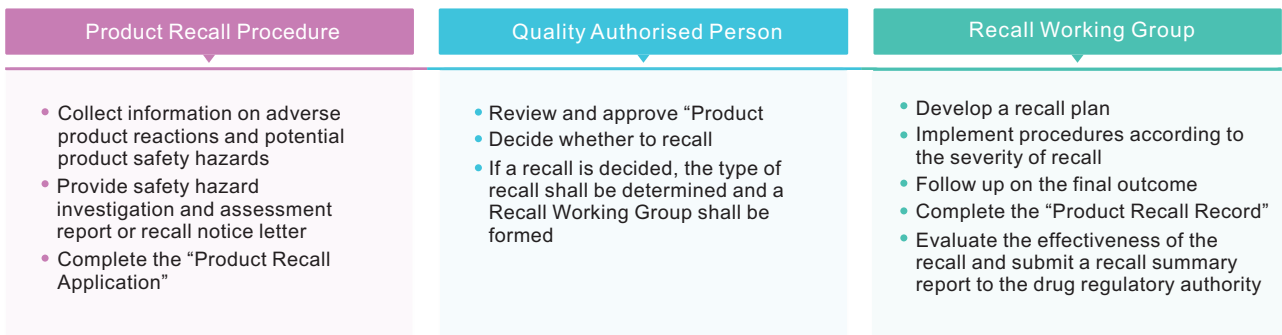 Product Recall Procedure
• Collect information on adverse
product reactions and potential
product safety hazards
• Provide safety hazard
investigation and assessment
report or recall notice letter
• Complete the “Product Recall
Application”
Quality Authorised Person
• Review and approve “Product
• Decide whether to recall
• If a recall is decided, the type of
recall shall be determined and a
Recall Working Group shall be
formed
Recall Working Group
• Develop a recall plan
• Implement procedures according to
the severity of recall
• Follow up on the final outcome
• Complete the “Product Recall Record”
• Evaluate the effectiveness of the
recall and submit a recall summary
report to the drug regulatory authority